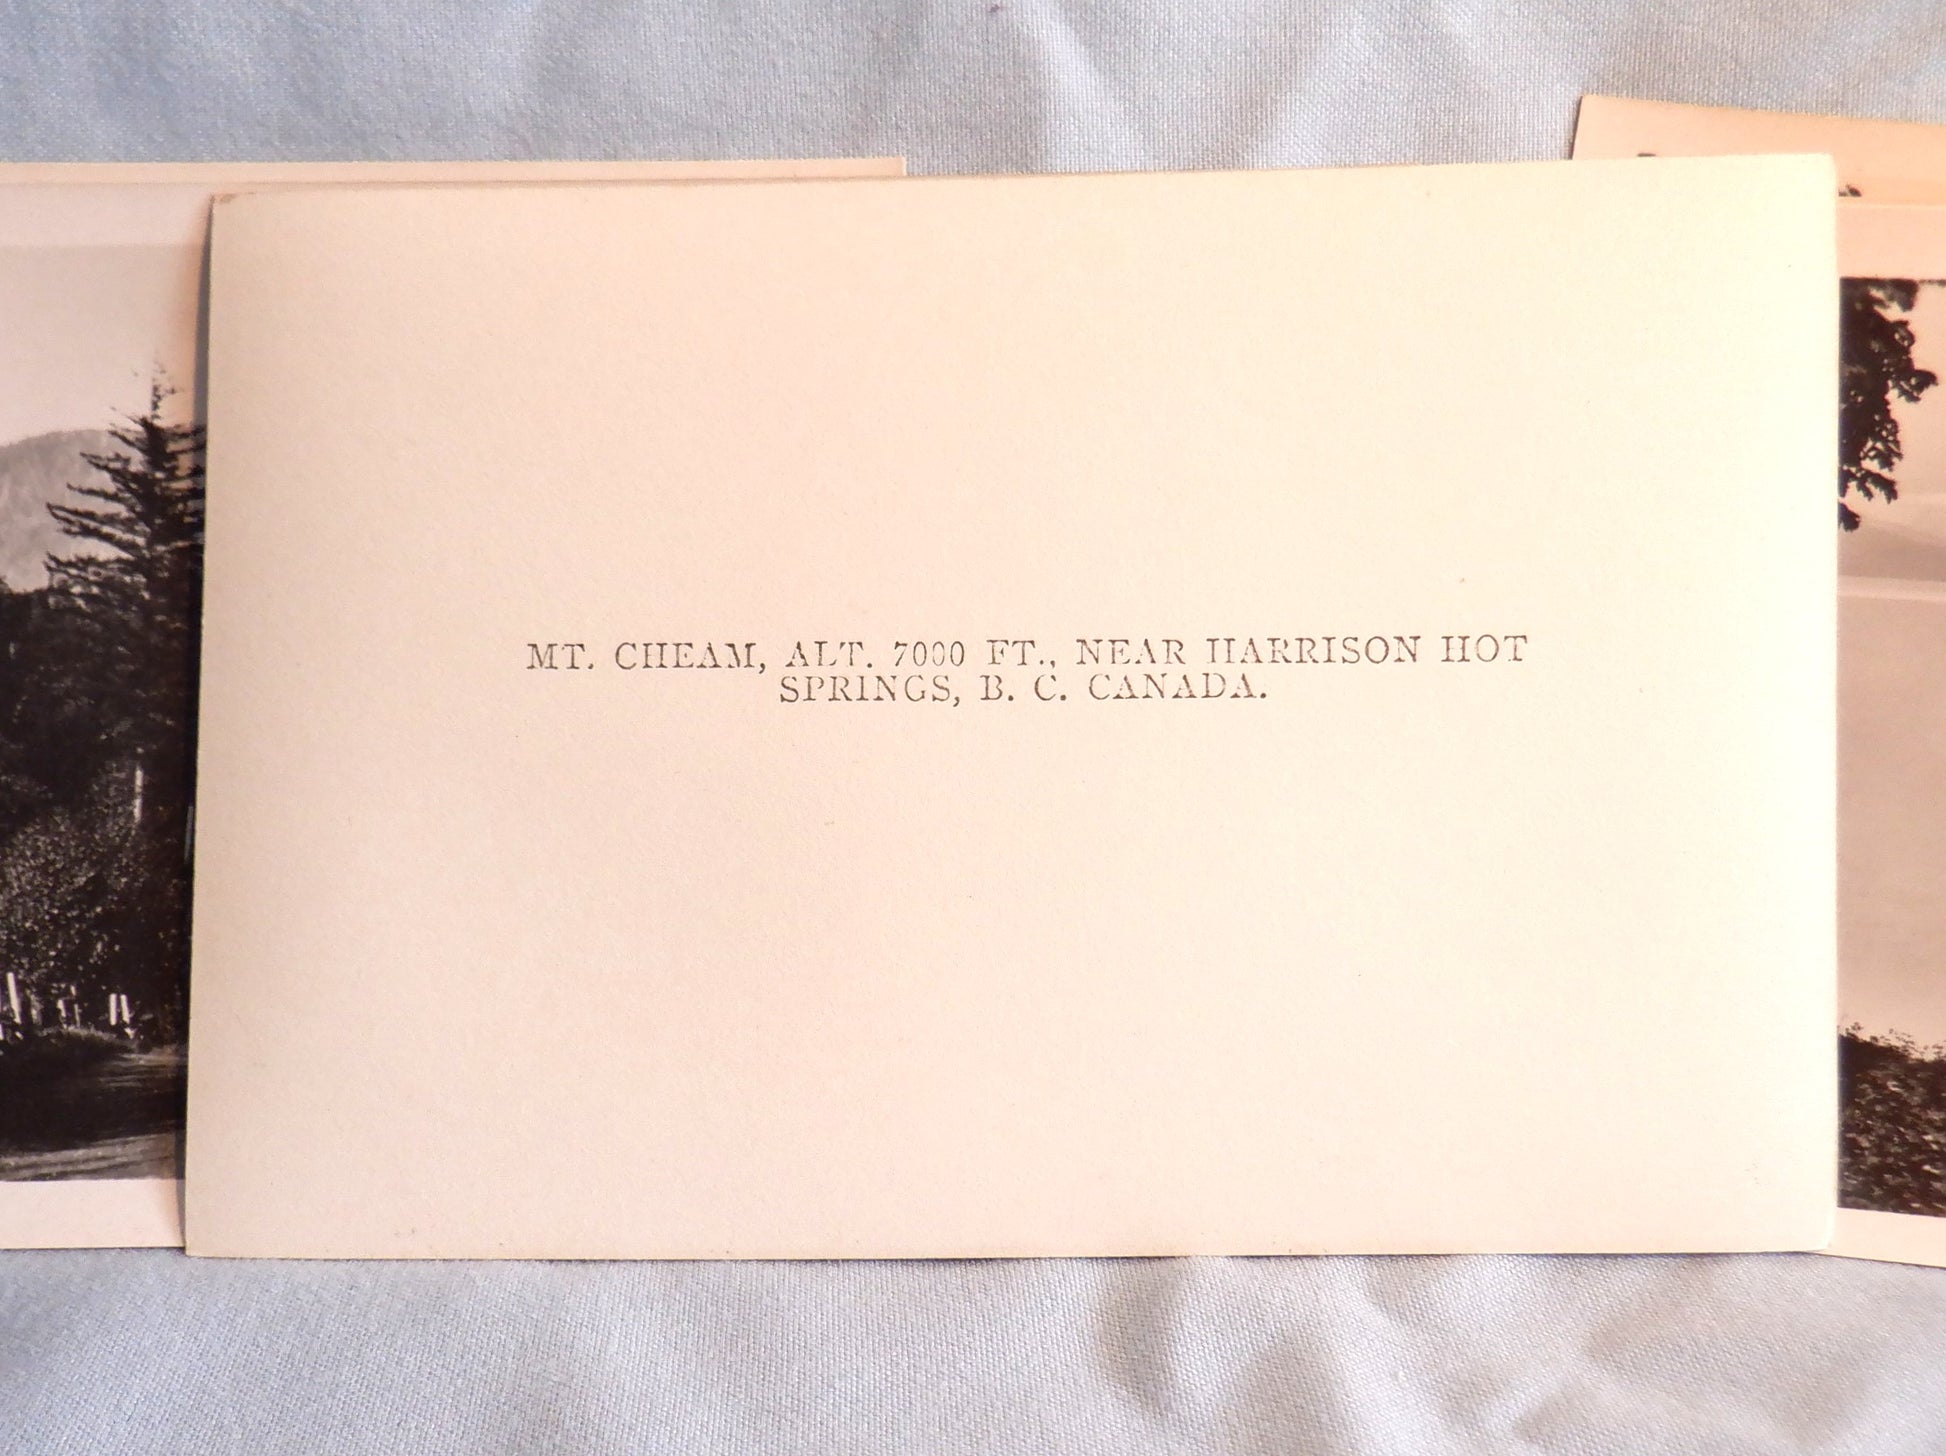 MT. CHEAM, ALT. 7000 FT., NEAR HARRISON HOT
SPRINGS, B. C. CANADA.